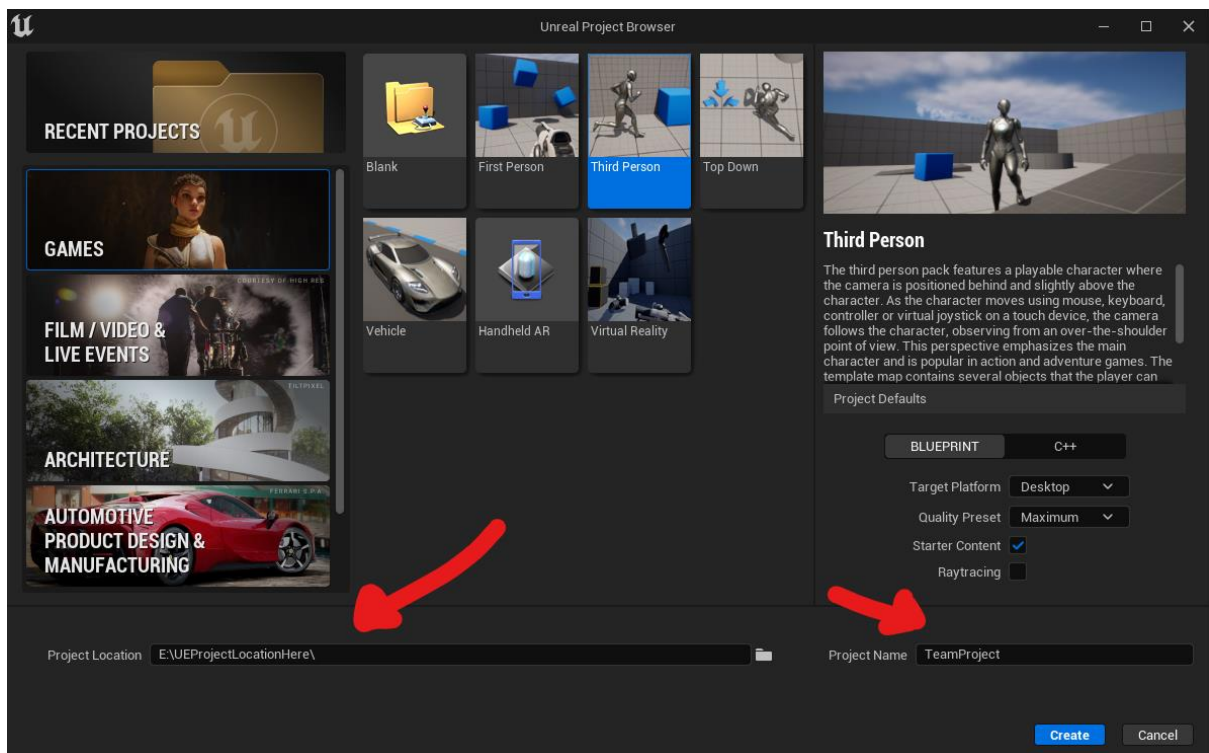 Unreal Project Browser
RECENT PROJECTS
GAMES
COURTESY OF HIGH RES
FILM / VIDEO &
LIVE EVENTS
FILTPIXEL
ARCHITECTURE
FERRARI S.P.A.
AUTOMOTIVE
PRODUCT DESIGN &
MANUFACTURING
Blank
First Person
Third Person
Top Down
Vehicle
Handheld AR
Virtual Reality
Third Person
The third person pack features a playable character where
the camera is positioned behind and slightly above the
character. As the character moves using mouse, keyboard,
controller or virtual joystick on a touch device, the camera
follows the character, observing from an over-the-shoulder
point of view. This perspective emphasizes the main
character and is popular in action and adventure games. The
template map contains several objects that the player can
Project Defaults
BLUEPRINT
C++
Target Platform Desktop
Quality Preset Maximum
Starter Content
Raytracing
Project Location E:\UEProjectLocationHere\
Project Name TeamProject
Create
Cancel